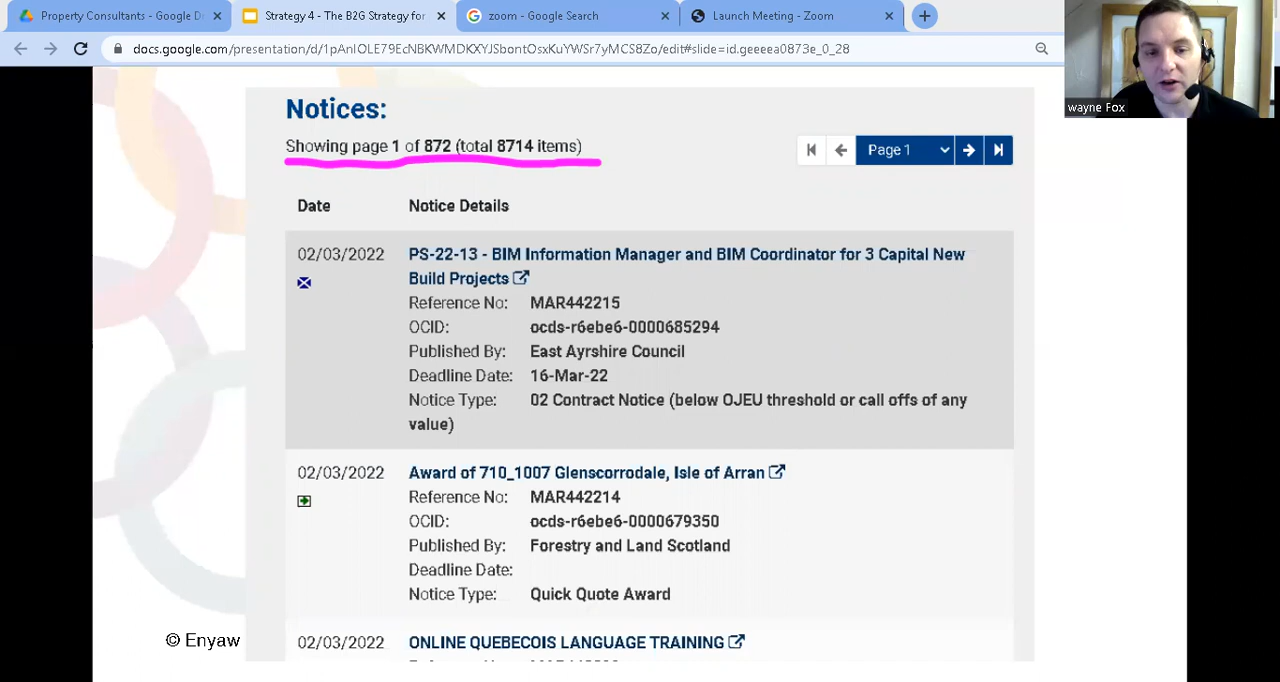 Property Consultants - Google D
Strategy 4 - The B2G Strategy for
zoom - Google Search
Launch Meeting - Zoom
docs.google.com/presentation/d/1pAnIOLE79EcNBKWMDKXYJSbontOsxKuYWSr7yMCS8Zo/edit#slide=id.geeeea0873e_0_28
wayne Fox
Notices:
Showing page 1 of 872 (total 8714 items)
Page 1
Date Notice Details
02/03/2022 PS-22-13 - BIM Information Manager and BIM Coordinator for 3 Capital New
Build Projects
Reference No: MAR442215
OCID: ocds-r6ebe6-0000685294
Published By: East Ayrshire Council
Deadline Date: 16-Mar-22
Notice Type: 02 Contract Notice (below OJEU threshold or call offs of any
value)
02/03/2022 Award of 710_1007 Glenscorrodale, Isle of Arran
Reference No: MAR442214
OCID: ocds-r6ebe6-0000679350
Published By: Forestry and Land Scotland
Deadline Date:
Notice Type: Quick Quote Award
© Enyaw
02/03/2022 ONLINE QUEBECOIS LANGUAGE TRAINING